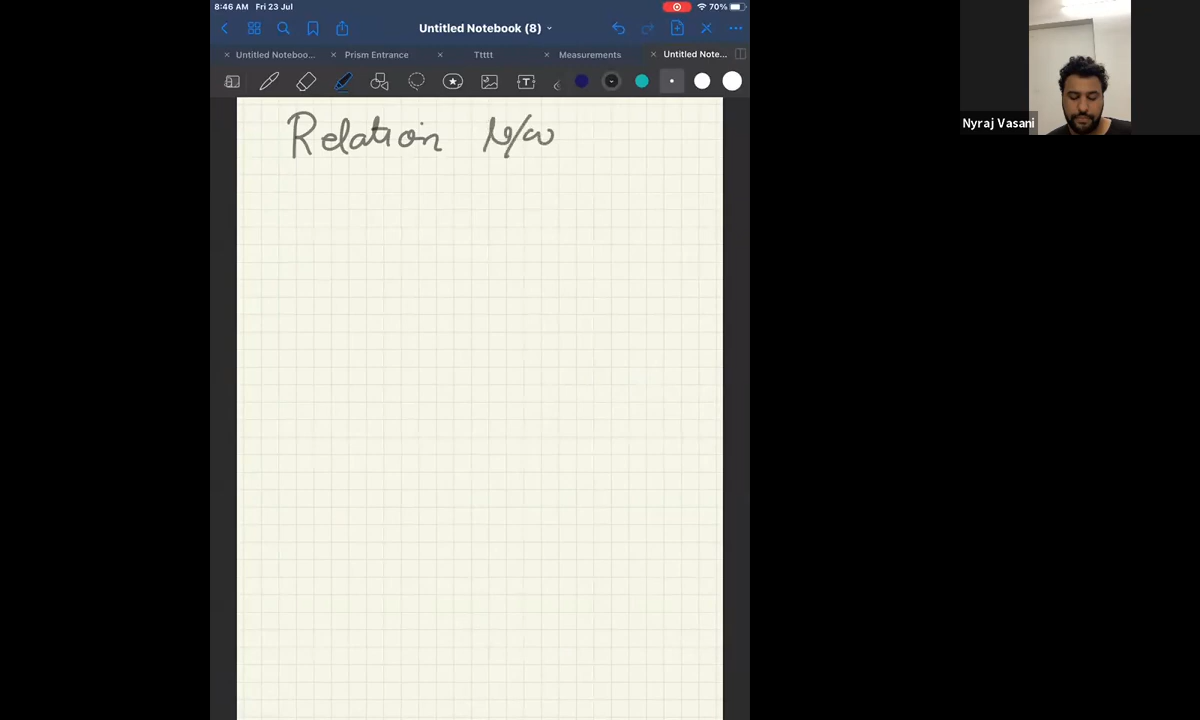 8:46 AM Fri 23 Jul 70%
Untitled Notebook (8)
Untitled Noteboo... Prism Entrance Ttttt Measurements Untitled Note...
Nyraj Vasani
Relation b/w